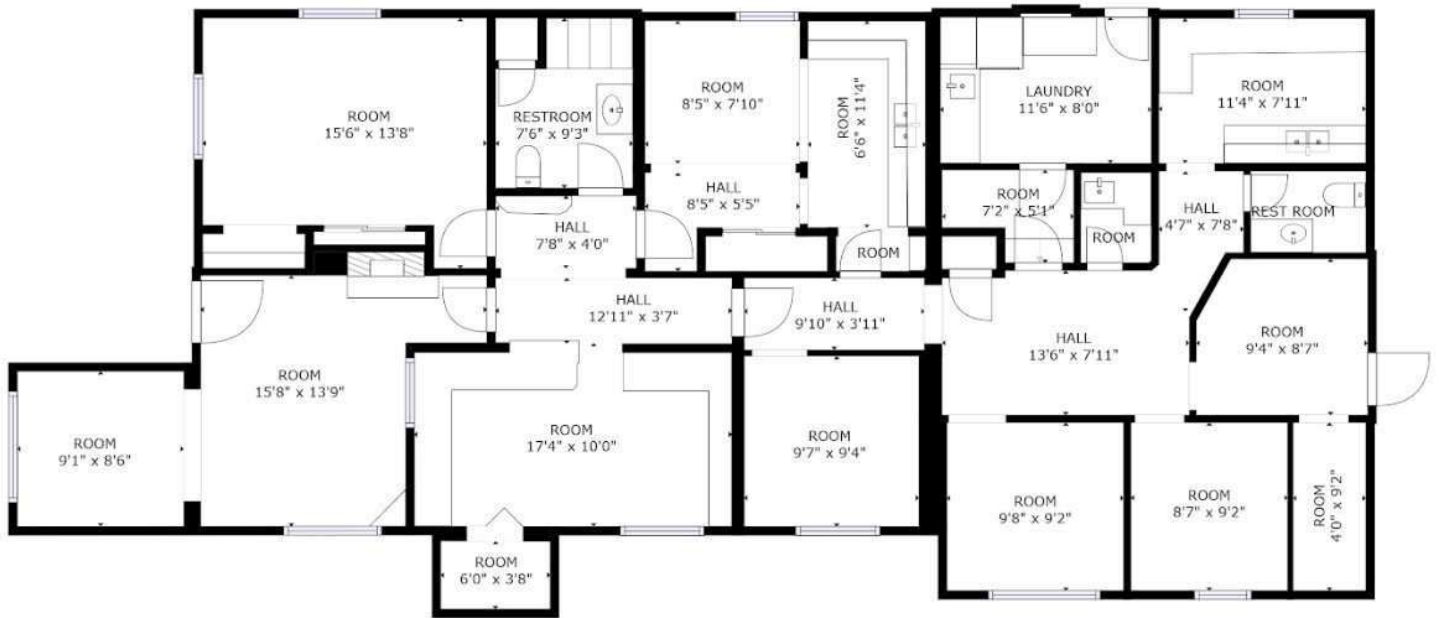 ROOM
15'6" x 13'8"
RESTROOM
7'6" x 9'3"
ROOM
8'5" x 7'10"
ROOM
6'6" x 11'4"
LAUNDRY
11'6" x 8'0"
ROOM
11'4" x 7'11"
HALL
8'5" x 5'5"
ROOM
7'2" x 5'1"
ROOM
HALL
4'7" x 7'8"
REST ROOM
HALL
7'8" x 4'0"
ROOM
HALL
12'11" x 3'7"
HALL
9'10" x 3'11"
HALL
13'6" x 7'11"
ROOM
9'4" x 8'7"
ROOM
15'8" x 13'9"
ROOM
9'1" x 8'6"
ROOM
17'4" x 10'0"
ROOM
9'7" x 9'4"
ROOM
9'8" x 9'2"
ROOM
8'7" x 9'2"
ROOM
4'0" x 9'2"
ROOM
6'0" x 3'8"